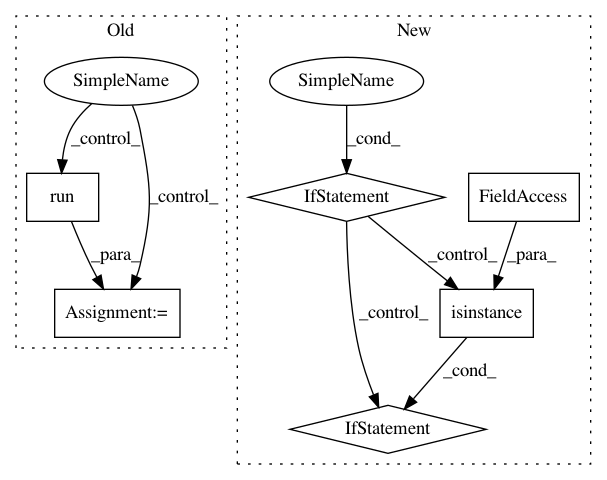 Old
New
SimpleName
SimpleName
_control_
_control_
_cond_
run
IfStatement
FieldAccess
_para_
_control_
_para_
Assignment:=
_control_
isinstance
_cond_
IfStatement